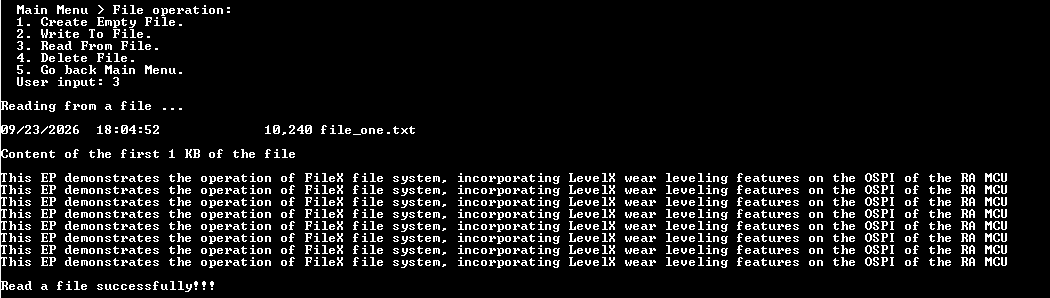 Main Menu > File operation:
1. Create Empty File.
2. Write To File.
3. Read From File.
4. Delete File.
5. Go back Main Menu.
User input: 3
Reading from a file ...
09/23/2026  18:04:52             10,240 file_one.txt
Content of the first 1 KB of the file
This EP demonstrates the operation of FileX file system, incorporating LevelX wear leveling features on the OSPI of the RA MCU
This EP demonstrates the operation of FileX file system, incorporating LevelX wear leveling features on the OSPI of the RA MCU
This EP demonstrates the operation of FileX file system, incorporating LevelX wear leveling features on the OSPI of the RA MCU
This EP demonstrates the operation of FileX file system, incorporating LevelX wear leveling features on the OSPI of the RA MCU
This EP demonstrates the operation of FileX file system, incorporating LevelX wear leveling features on the OSPI of the RA MCU
This EP demonstrates the operation of FileX file system, incorporating LevelX wear leveling features on the OSPI of the RA MCU
This EP demonstrates the operation of FileX file system, incorporating LevelX wear leveling features on the OSPI of the RA MCU
This EP demonstrates the operation of FileX file system, incorporating LevelX wear leveling features on the OSPI of the RA MCU
Read a file successfully!!!